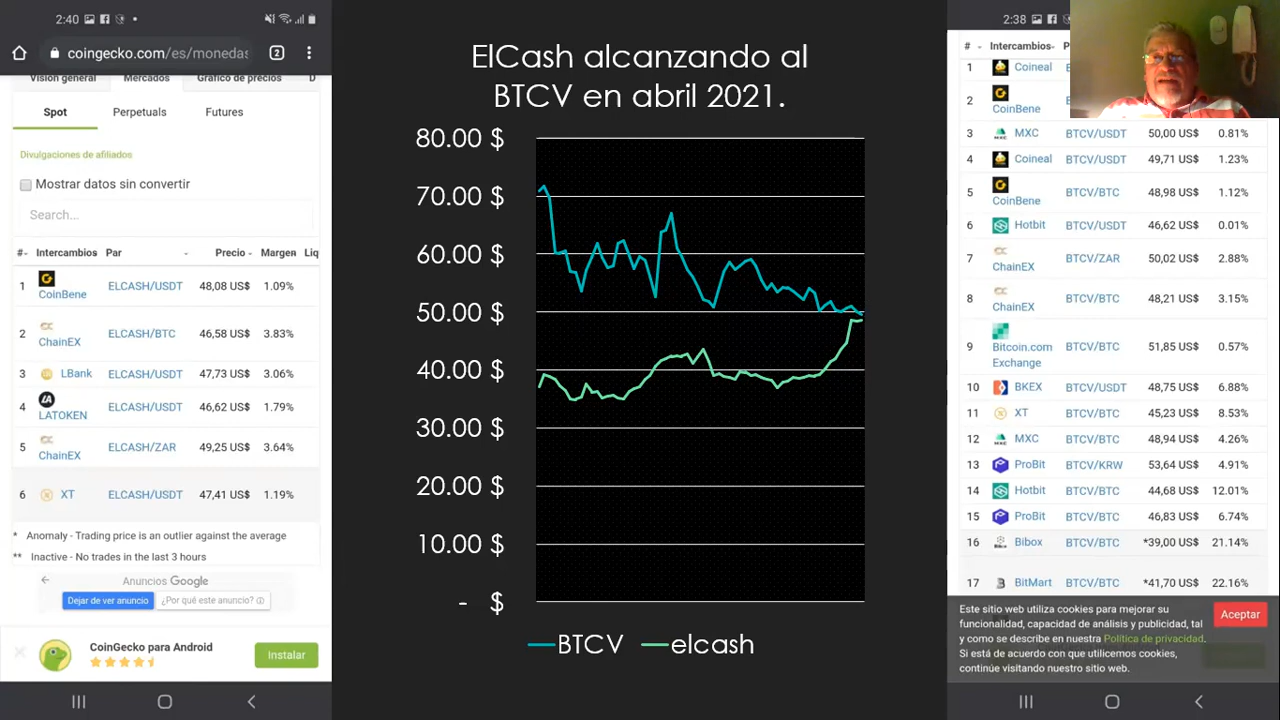 2:40
coingecko.com/es/monedas
2
Visión general Mercados Gráfico de precios D
Spot Perpetuals Futures
Divulgaciones de afiliados
Mostrar datos sin convertir
Search...
# Intercambios Par Precio Margen Liq
1 CoinBene ELCASH/USDT 48,08 US$ 1.09%
2 ChainEX ELCASH/BTC 46,58 US$ 3.83%
3 LBank ELCASH/USDT 47,73 US$ 3.06%
4 LATOKEN ELCASH/USDT 46,62 US$ 1.79%
5 ChainEX ELCASH/ZAR 49,25 US$ 3.64%
6 XT ELCASH/USDT 47,41 US$ 1.19%
* Anomaly - Trading price is an outlier against the average
** Inactive - No trades in the last 3 hours
Anuncios Google
Dejar de ver anuncio ¿Por qué este anuncio?
CoinGecko para Android
Instalar
ElCash alcanzando al
BTCV en abril 2021.
80.00 $
70.00 $
60.00 $
50.00 $
40.00 $
30.00 $
20.00 $
10.00 $
- $
BTCV elcash
2:38
# Intercambios
1 Coineal
2 CoinBene
3 MXC BTCV/USDT 50,00 US$ 0.81%
4 Coineal BTCV/USDT 49,71 US$ 1.23%
5 CoinBene BTCV/BTC 48,98 US$ 1.12%
6 Hotbit BTCV/USDT 46,62 US$ 0.01%
7 ChainEX BTCV/ZAR 50,02 US$ 2.88%
8 ChainEX BTCV/BTC 48,21 US$ 3.15%
9 Bitcoin.com Exchange BTCV/BTC 51,85 US$ 0.57%
10 BKEX BTCV/USDT 48,75 US$ 6.88%
11 XT BTCV/BTC 45,23 US$ 8.53%
12 MXC BTCV/BTC 48,94 US$ 4.26%
13 ProBit BTCV/KRW 53,64 US$ 4.91%
14 Hotbit BTCV/BTC 44,68 US$ 12.01%
15 ProBit BTCV/BTC 46,83 US$ 6.74%
16 Bibox BTCV/BTC *39,00 US$ 21.14%
17 BitMart BTCV/BTC *41,70 US$ 22.16%
Este sitio web utiliza cookies para mejorar su
funcionalidad, capacidad de análisis y publicidad, tal
y como se describe en nuestra Política de privacidad.
Si está de acuerdo con que utilicemos cookies,
continúe visitando nuestro sitio web.
Aceptar